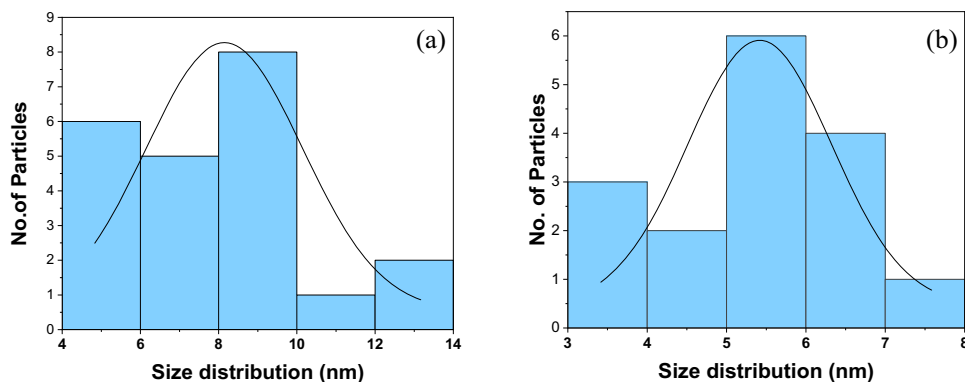 (a)
No.of Particles
9
8
7
6
5
4
3
2
1
0
4 6 8 10 12 14
Size distribution (nm)
(b)
No. of Particles
6
5
4
3
2
1
0
3 4 5 6 7 8
Size distribution (nm)